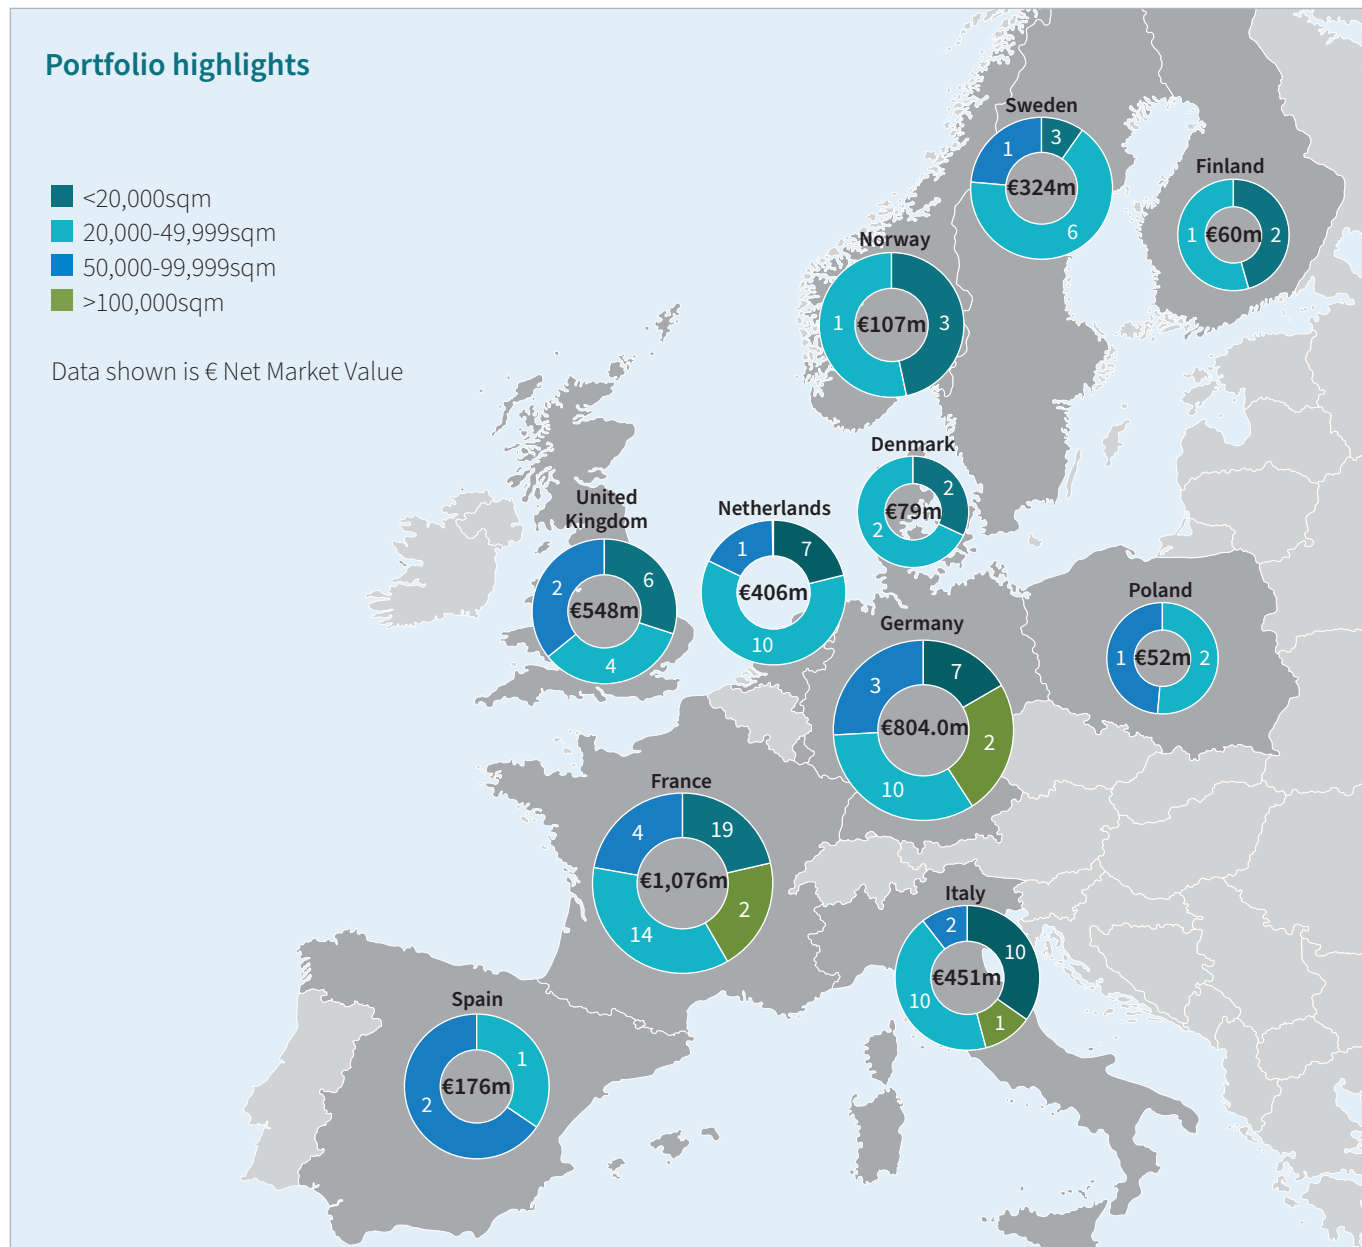 Portfolio highlights
<20,000sqm
20,000-49,999sqm
50,000-99,999sqm
>100,000sqm
Data shown is € Net Market Value
Sweden
1
3
€324m
6
Finland
1
€60m
2
Norway
1
€107m
3
Denmark
2
€79m
2
United
Kingdom
2
6
€548m
4
Netherlands
1
7
€406m
10
Germany
3
7
€804.0m
2
10
Poland
1
€52m
2
France
4
19
€1,076m
2
14
Italy
2
10
€451m
10
1
Spain
1
€176m
2